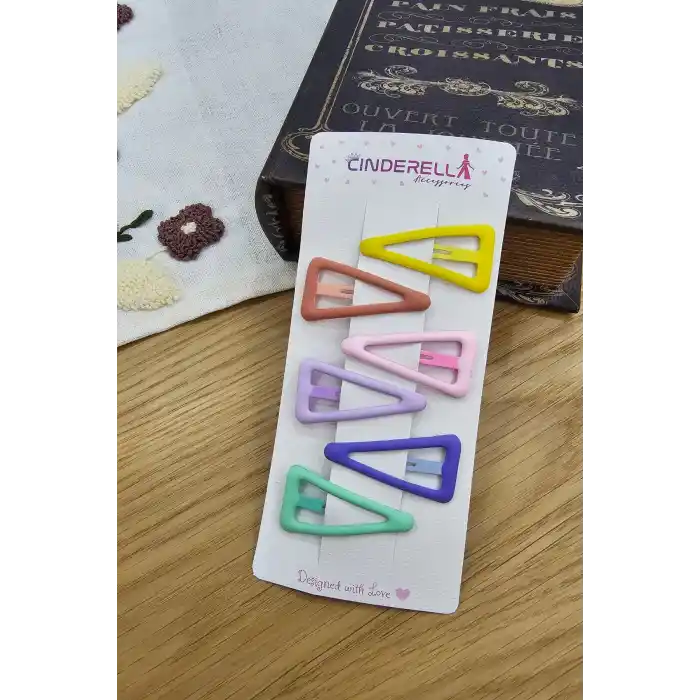 PAIN FRAIS
PATISSERIE
CROISSANTS
OUVERT TOUTE
LA JOURNÉE
CINDERELLA
Accessories
Designed with Love